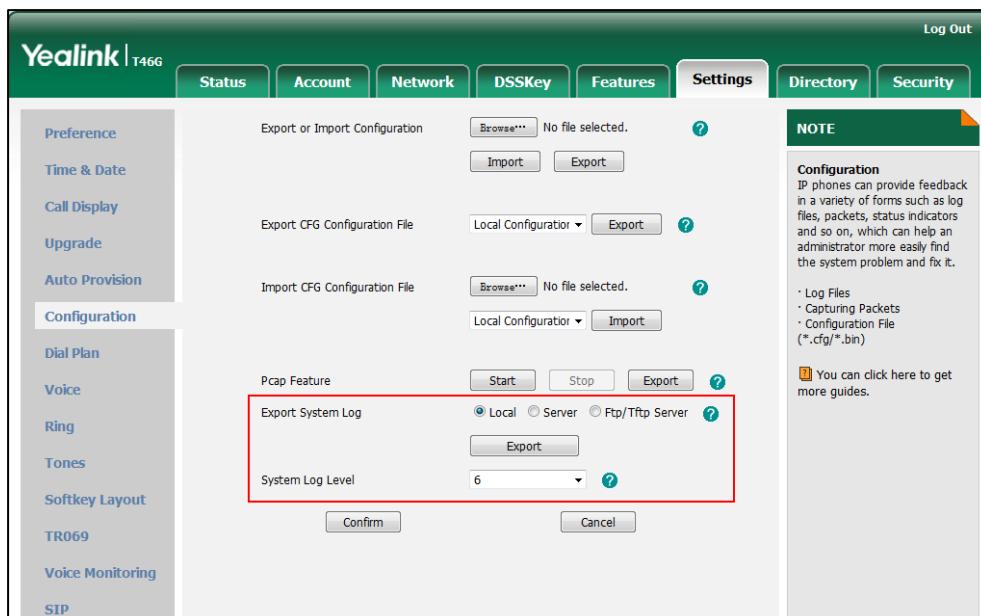 Log Out
Yealink T46G
Status Account Network DSSKey Features Settings Directory Security
Preference
Time & Date
Call Display
Upgrade
Auto Provision
Configuration
Dial Plan
Voice
Ring
Tones
Softkey Layout
TR069
Voice Monitoring
SIP
Export or Import Configuration Browse··· No file selected. ?
Import Export
Export CFG Configuration File Local Configuration Export ?
Import CFG Configuration File Browse··· No file selected. ?
Local Configuration Import
Pcap Feature Start Stop Export ?
Export System Log Local Server Ftp/Tftp Server ?
Export
System Log Level 6 ?
Confirm Cancel
NOTE
Configuration
IP phones can provide feedback
in a variety of forms such as log
files, packets, status indicators
and so on, which can help an
administrator more easily find
the system problem and fix it.
· Log Files
· Capturing Packets
· Configuration File
(*.cfg/*.bin)
? You can click here to get
more guides.